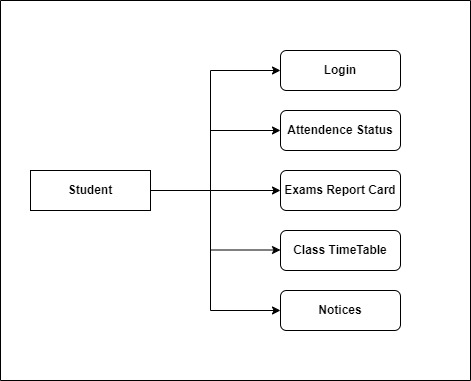 Login
Attendence Status
Student
Exams Report Card
Class TimeTable
Notices